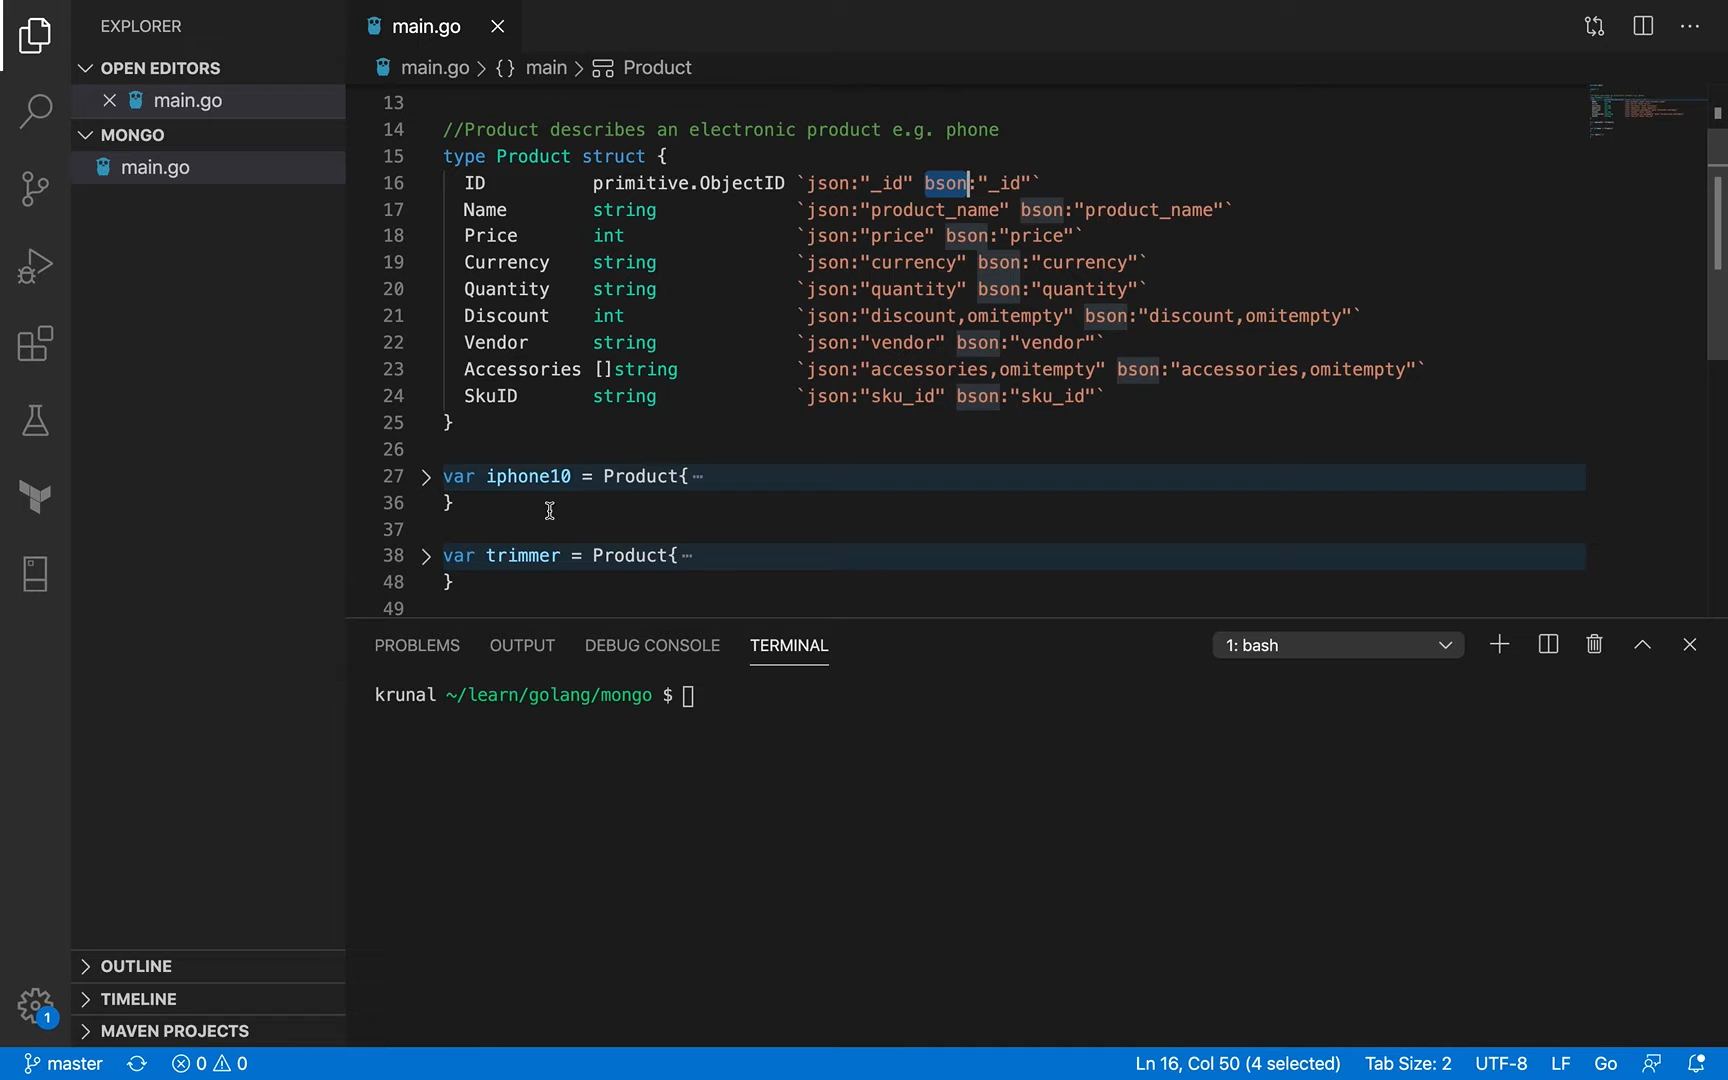 EXPLORER
OPEN EDITORS
main.go
MONGO
main.go
OUTLINE
TIMELINE
MAVEN PROJECTS
1
main.go
main.go > {} main > Product
13
14 //Product describes an electronic product e.g. phone
15 type Product struct {
16 ID primitive.ObjectID `json:"_id" bson:"_id"`
17 Name string `json:"product_name" bson:"product_name"`
18 Price int `json:"price" bson:"price"`
19 Currency string `json:"currency" bson:"currency"`
20 Quantity string `json:"quantity" bson:"quantity"`
21 Discount int `json:"discount,omitempty" bson:"discount,omitempty"`
22 Vendor string `json:"vendor" bson:"vendor"`
23 Accessories []string `json:"accessories,omitempty" bson:"accessories,omitempty"`
24 SkuID string `json:"sku_id" bson:"sku_id"`
25 }
26
27 > var iphone10 = Product{⋯
36 }
37
38 > var trimmer = Product{⋯
48 }
49
PROBLEMS OUTPUT DEBUG CONSOLE TERMINAL 1: bash
krunal ~/learn/golang/mongo $
master 0 0 Ln 16, Col 50 (4 selected) Tab Size: 2 UTF-8 LF Go